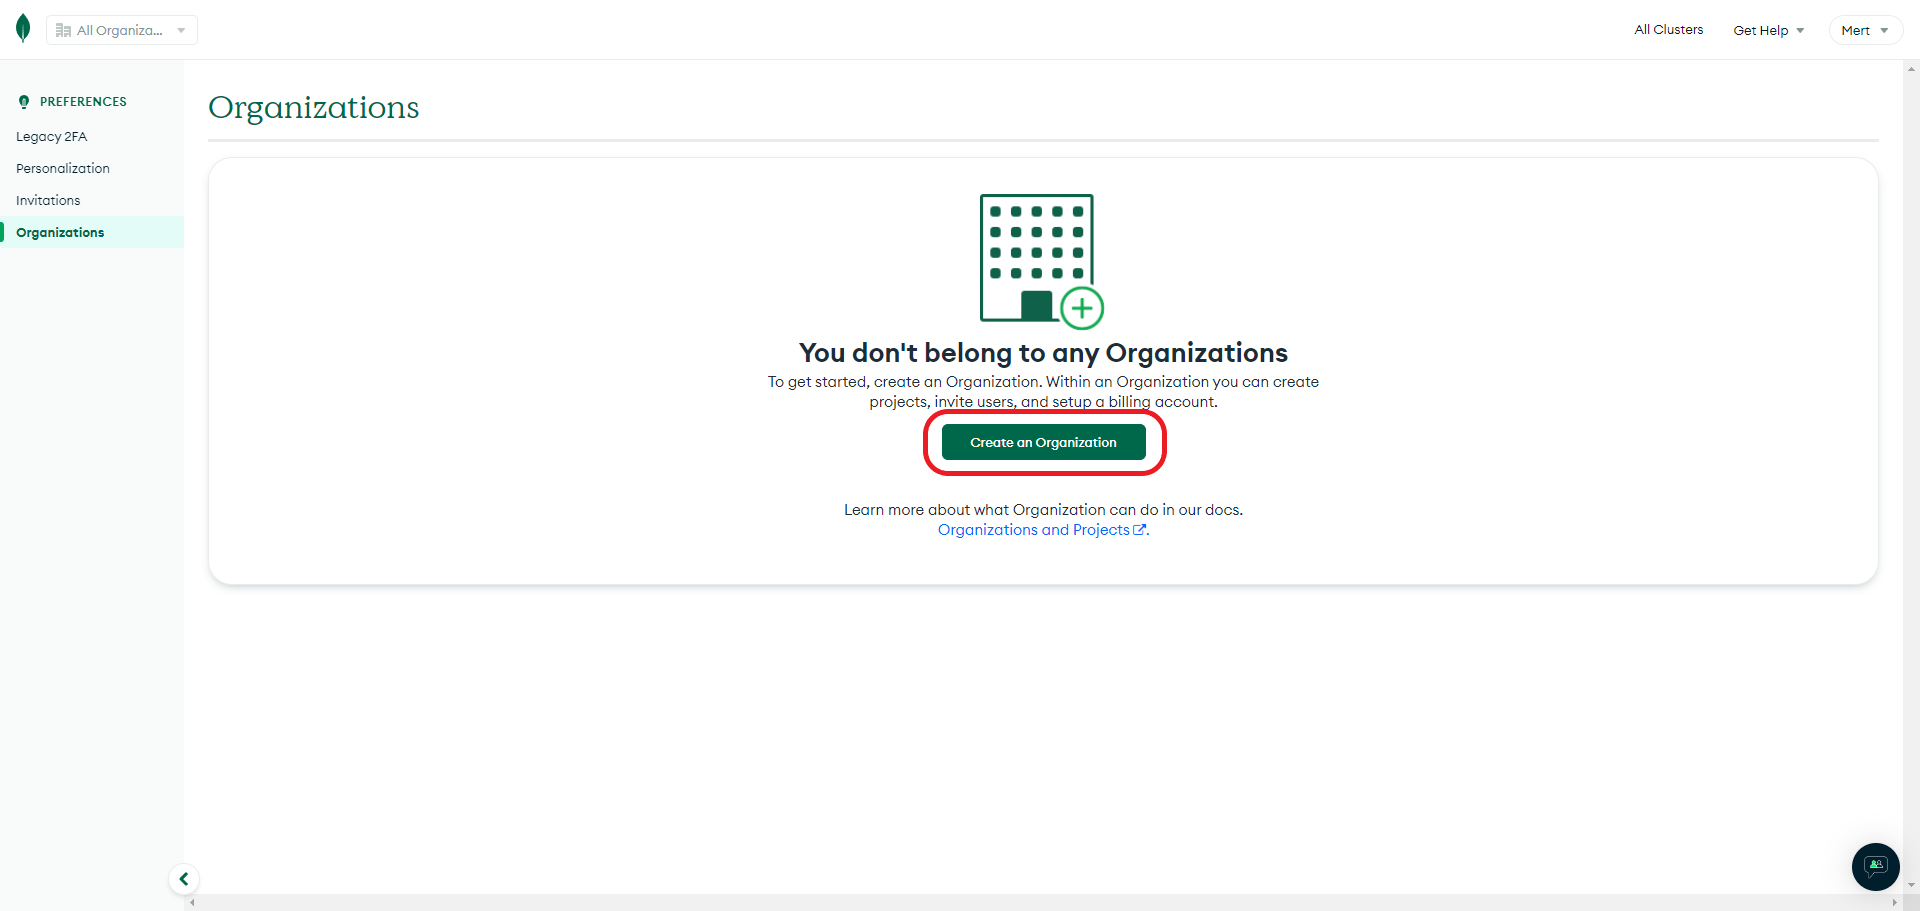 All Organiza...
All Clusters
Get Help
Mert
PREFERENCES
Legacy 2FA
Personalization
Invitations
Organizations
Organizations
You don't belong to any Organizations
To get started, create an Organization. Within an Organization you can create
projects, invite users, and setup a billing account.
Create an Organization
Learn more about what Organization can do in our docs.
Organizations and Projects.